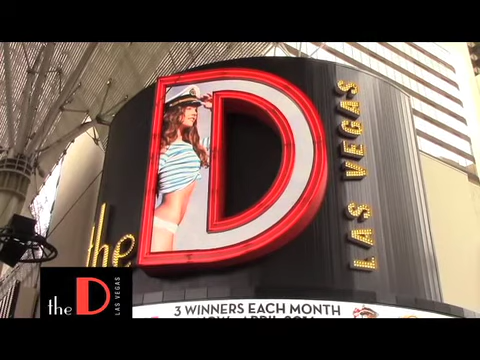 the D
LAS VEGAS
3 WINNERS EACH MONTH
the D LAS VEGAS